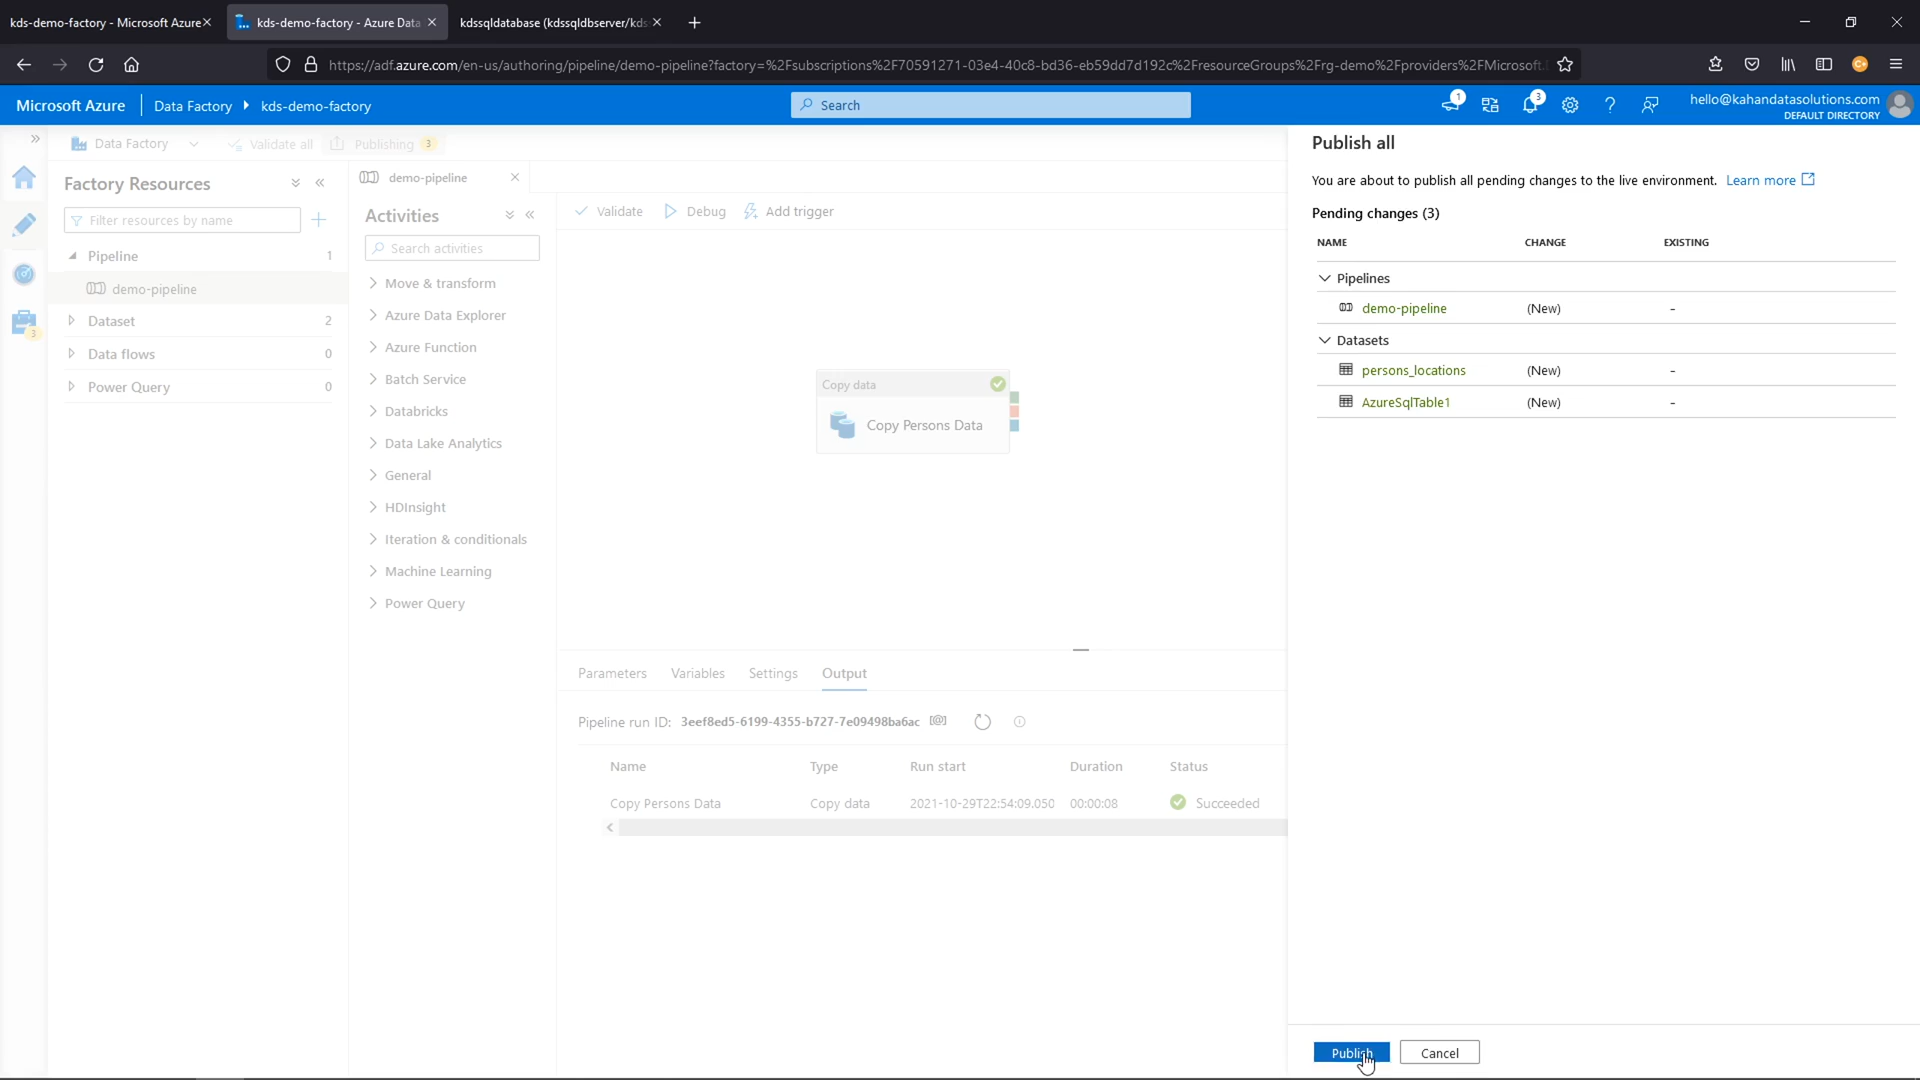 kds-demo-factory - Microsoft Azure
kds-demo-factory - Azure Data
kdssqldatabase (kdssqldbserver/kds
https://adf.azure.com/en-us/authoring/pipeline/demo-pipeline?factory=%2Fsubscriptions%2F70591271-03e4-40c8-bd36-eb59dd7d192c%2FresourceGroups%2Frg-demo%2Fproviders%2FMicrosoft.
Microsoft Azure
Data Factory
kds-demo-factory
Search
1
3
hello@kahandatasolutions.com
DEFAULT DIRECTORY
Data Factory
Validate all
Publishing 3
Factory Resources
Filter resources by name
Pipeline 1
demo-pipeline
Dataset 2
Data flows 0
Power Query 0
3
demo-pipeline
Activities
Search activities
Move & transform
Azure Data Explorer
Azure Function
Batch Service
Databricks
Data Lake Analytics
General
HDInsight
Iteration & conditionals
Machine Learning
Power Query
Validate
Debug
Add trigger
Copy data
Copy Persons Data
Parameters Variables Settings Output
Pipeline run ID: 3eef8ed5-6199-4355-b727-7e09498ba6ac
Name Type Run start Duration Status
Copy Persons Data Copy data 2021-10-29T22:54:09.050 00:00:08 Succeeded
Publish all
You are about to publish all pending changes to the live environment. Learn more
Pending changes (3)
NAME CHANGE EXISTING
Pipelines
demo-pipeline (New) -
Datasets
persons_locations (New) -
AzureSqlTable1 (New) -
Publish
Cancel